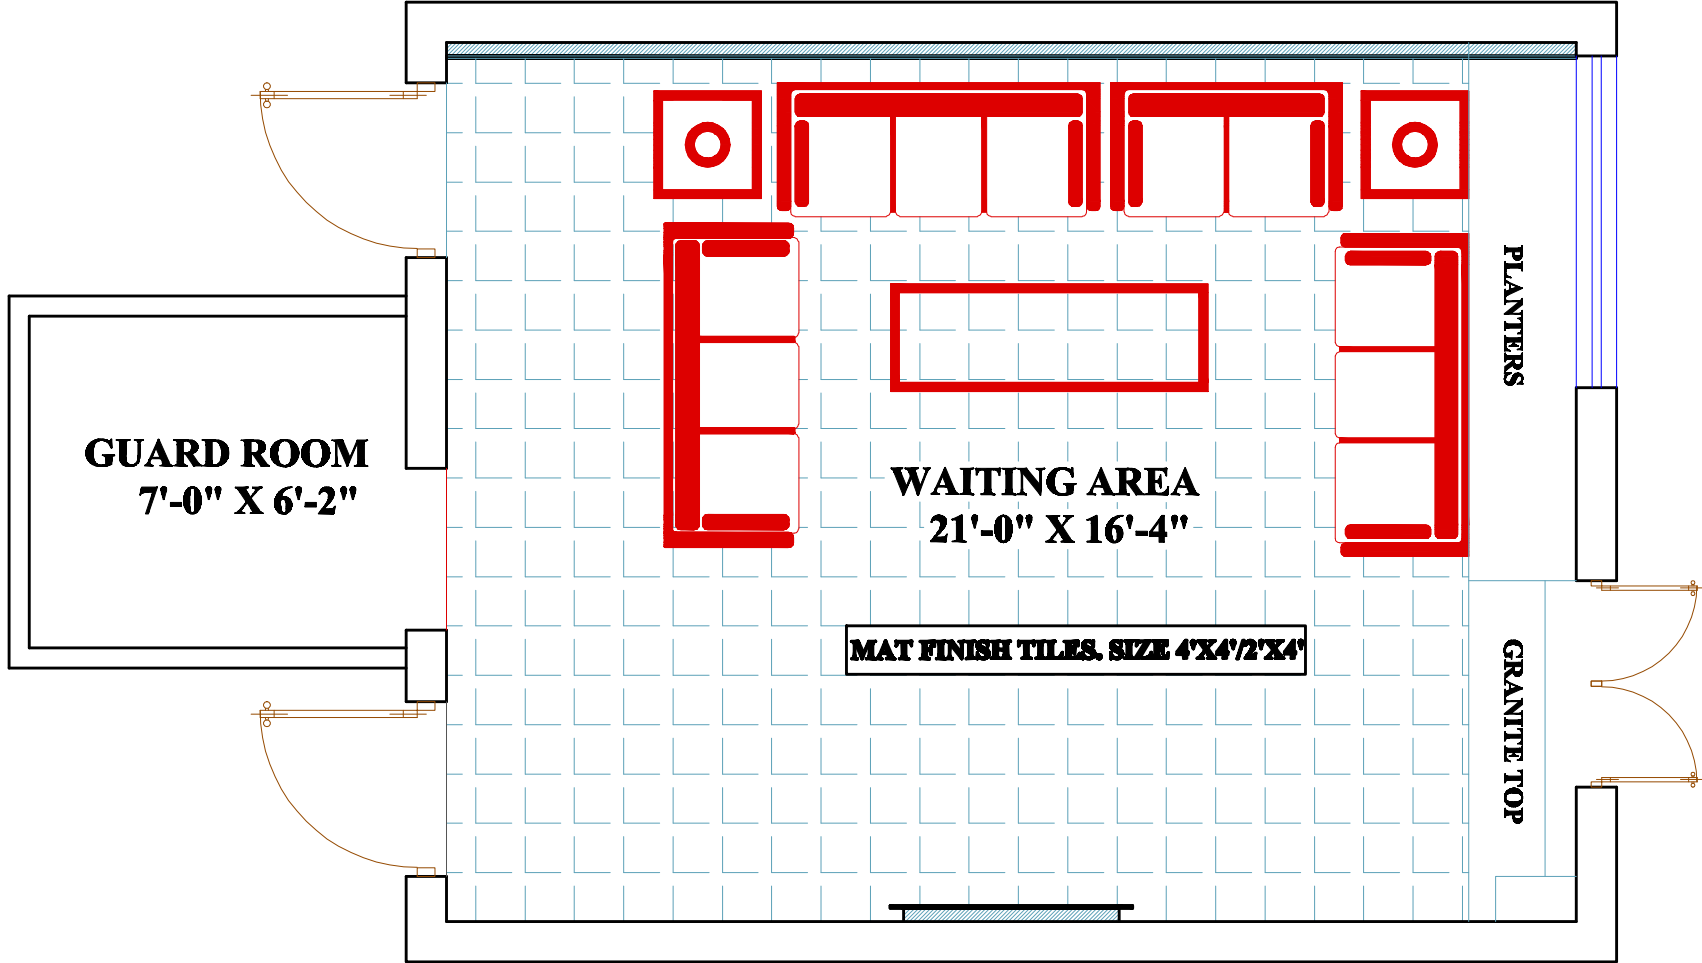 PLANTERS
GUARD ROOM
7'-0" X 6'-2"
WAITING AREA
21'-0" X 16'-4"
MAT FINISH TILES. SIZE 4'X4'/2'X4'
GRANITE TOP